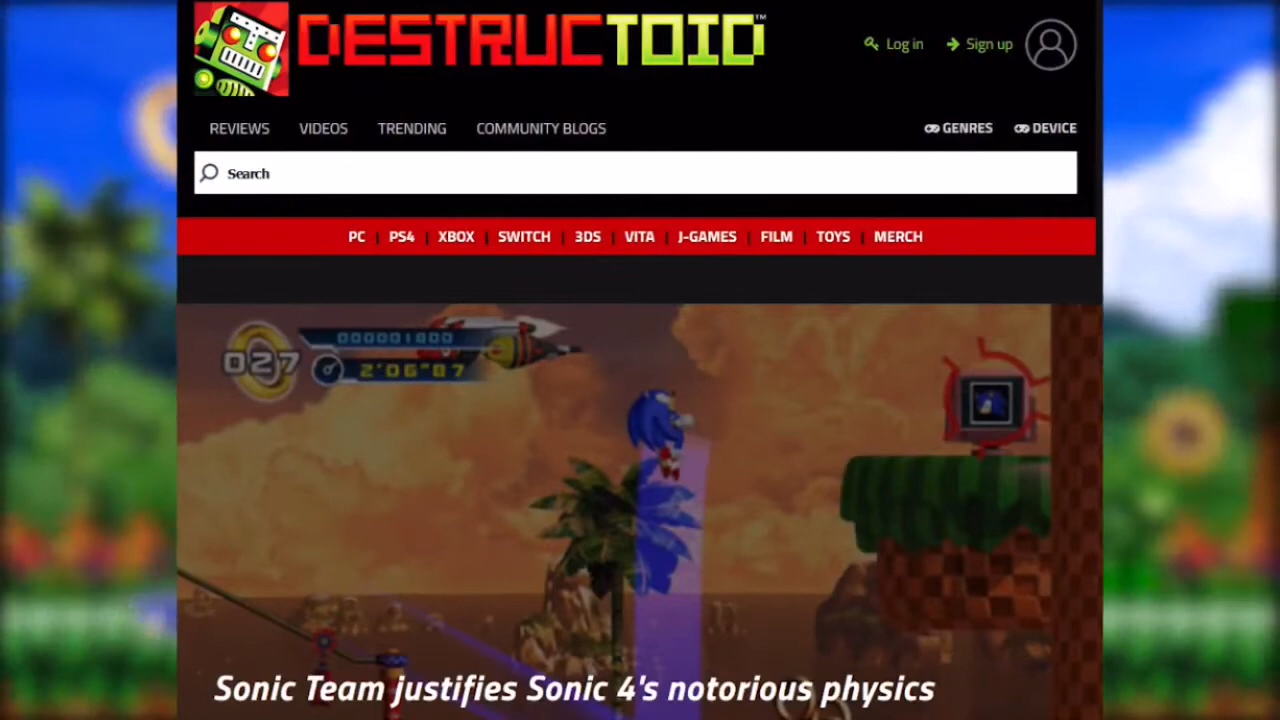 DESTRUCTOID™
Log in
Sign up
REVIEWS VIDEOS TRENDING COMMUNITY BLOGS
GENRES DEVICE
Search
PC | PS4 | XBOX | SWITCH | 3DS | VITA | J-GAMES | FILM | TOYS | MERCH
027
000001800
2'06"87
Sonic Team justifies Sonic 4's notorious physics